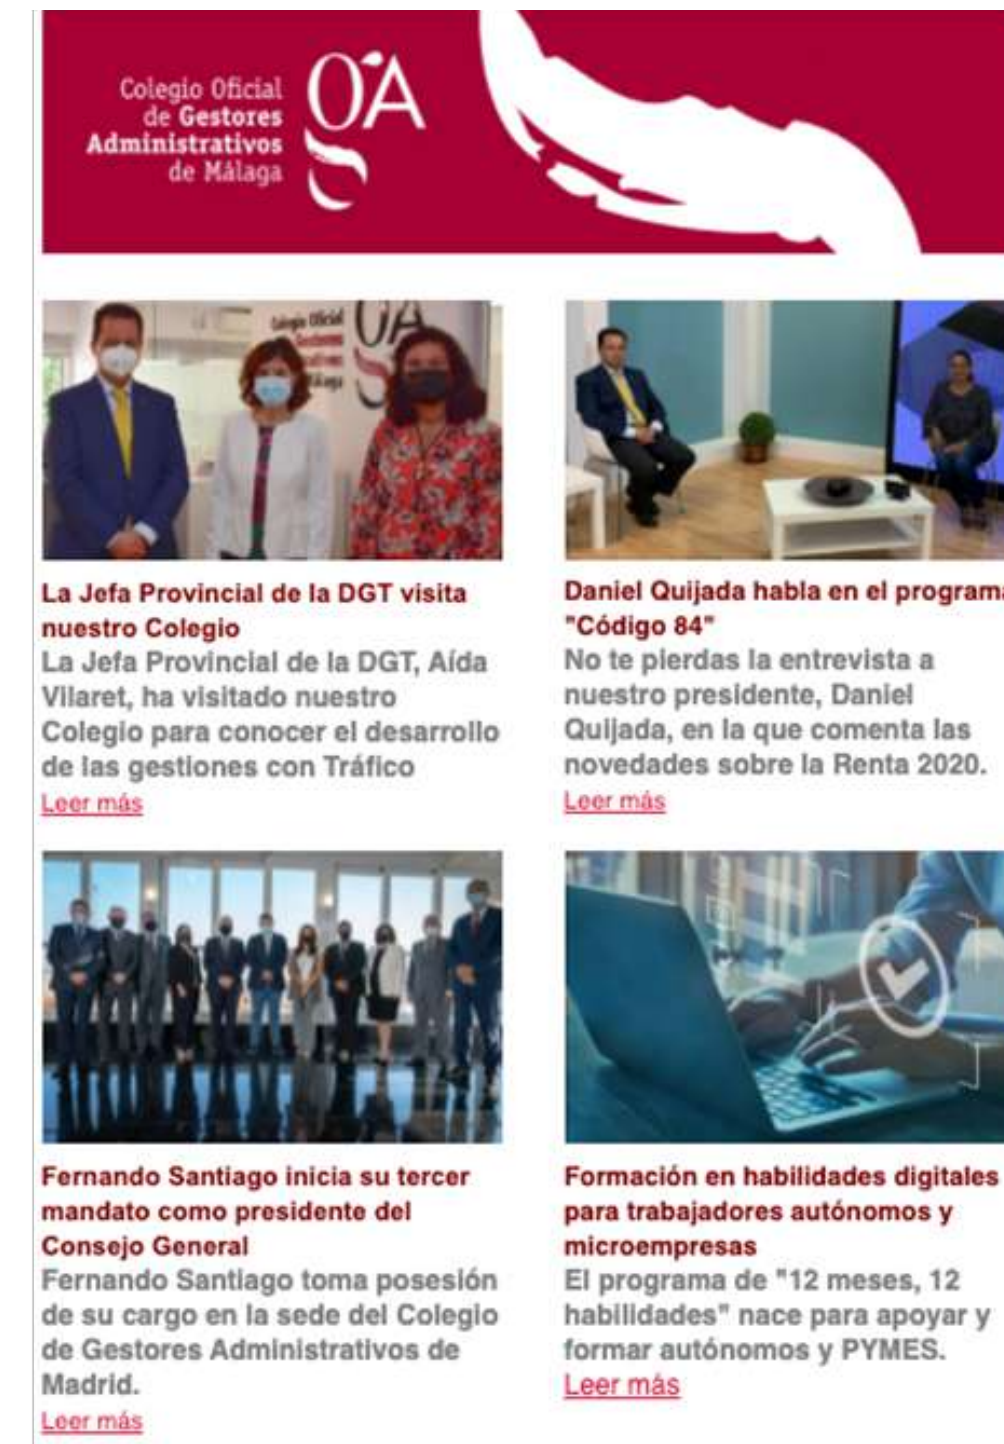 Colegio Oficial
de Gestores
Administrativos
de Málaga
gA
La Jefa Provincial de la DGT visita
nuestro Colegio
La Jefa Provincial de la DGT, Aída
Vilaret, ha visitado nuestro
Colegio para conocer el desarrollo
de las gestiones con Tráfico
Leer más
Daniel Quijada habla en el programa
"Código 84"
No te pierdas la entrevista a
nuestro presidente, Daniel
Quijada, en la que comenta las
novedades sobre la Renta 2020.
Leer más
Fernando Santiago inicia su tercer
mandato como presidente del
Consejo General
Fernando Santiago toma posesión
de su cargo en la sede del Colegio
de Gestores Administrativos de
Madrid.
Leer más
Formación en habilidades digitales
para trabajadores autónomos y
microempresas
El programa de "12 meses, 12
habilidades" nace para apoyar y
formar autónomos y PYMES.
Leer más